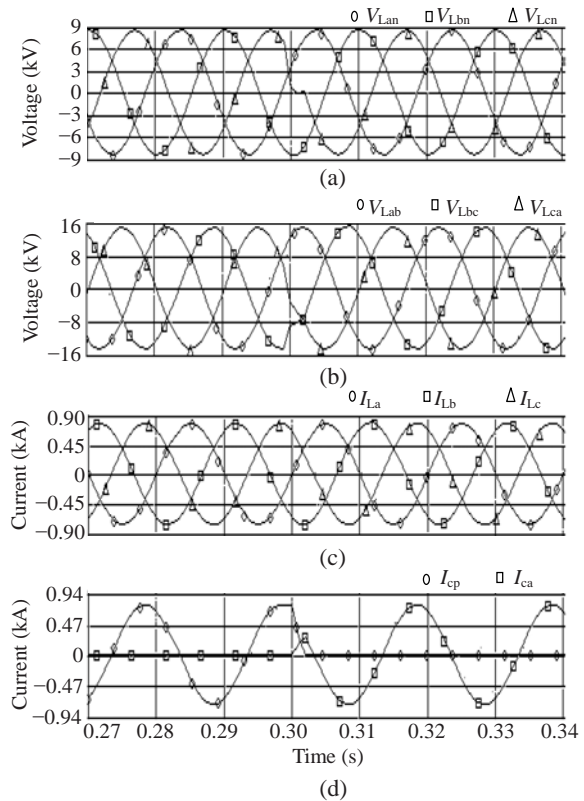 V_Lan V_Lbn V_Lcn
9
6
3
0
−3
−6
−9
Voltage (kV)
(a)
V_Lab V_Lbc V_Lca
16
8
0
−8
−16
Voltage (kV)
(b)
I_La I_Lb I_Lc
0.90
0.45
0
−0.45
−0.90
Current (kA)
(c)
I_cp I_ca
0.94
0.47
0
−0.47
−0.94
Current (kA)
0.27 0.28 0.29 0.30 0.31 0.32 0.33 0.34
Time (s)
(d)